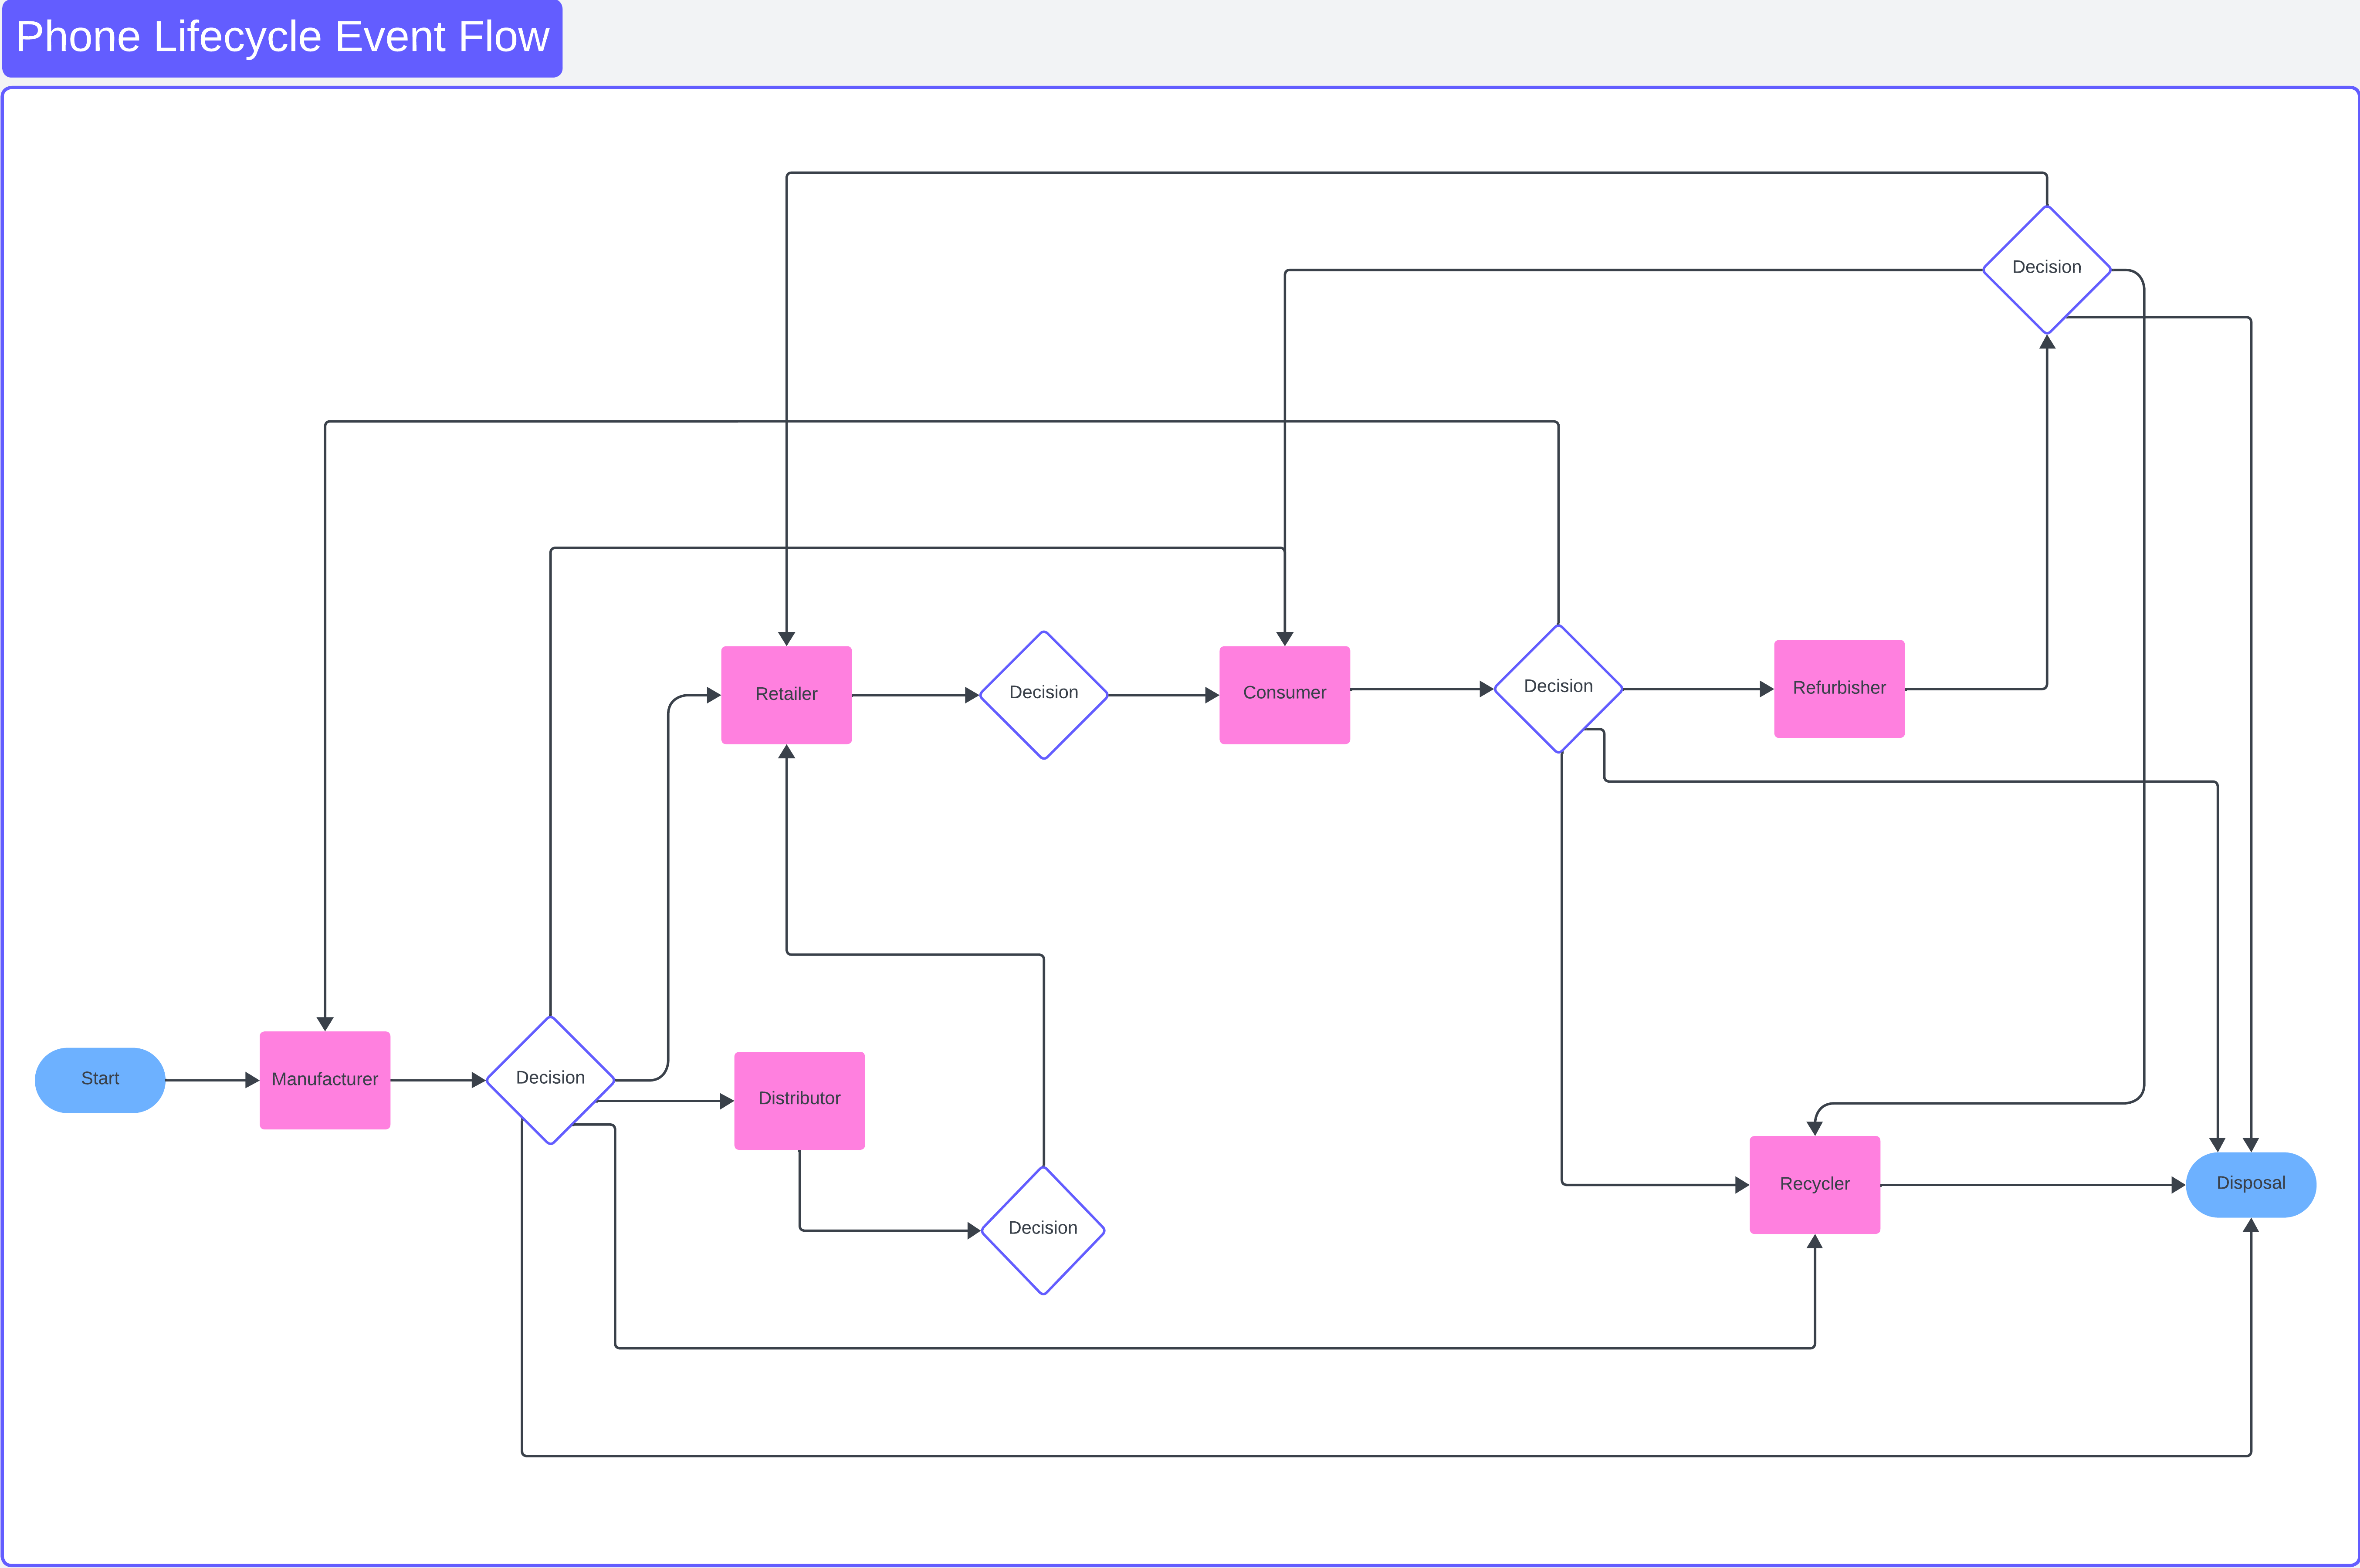 Phone Lifecycle Event Flow
Decision
Retailer
Decision
Consumer
Decision
Refurbisher
Start
Manufacturer
Decision
Distributor
Decision
Recycler
Disposal